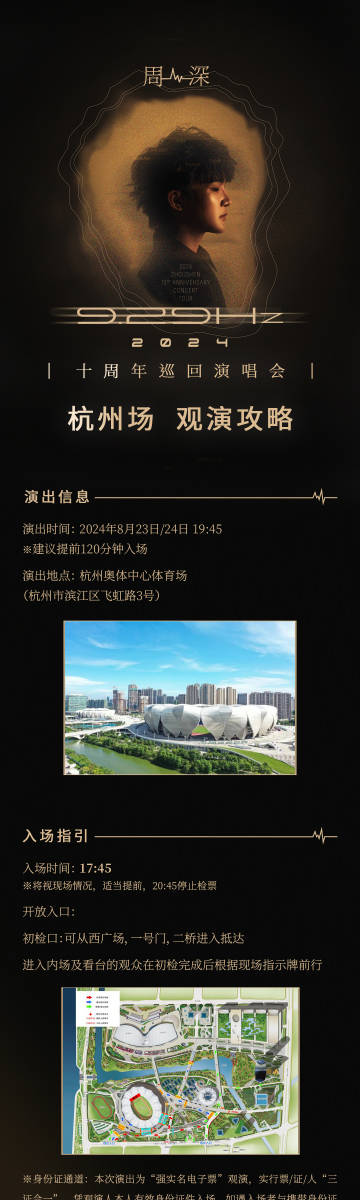 周深
2024
ZHOUSHEN
10TH ANNIVERSARY
CONCERT
TOUR
9.29Hz
2024
十周年巡回演唱会
杭州场 观演攻略
演出信息
演出时间：2024年8月23日/24日 19:45
※建议提前120分钟入场
演出地点：杭州奥体中心体育场
（杭州市滨江区飞虹路3号）
入场指引
入场时间：17:45
※将视现场情况，适当提前，20:45停止检票
开放入口：
初检口：可从西广场，一号门，二桥进入抵达
进入内场及看台的观众在初检完成后根据现场指示牌前行
※身份证通道：本次演出为“强实名电子票”观演，实行票/证/人“三
证合一”，凭观演人本人有效身份证件入场，如遇入场者与携带身份证